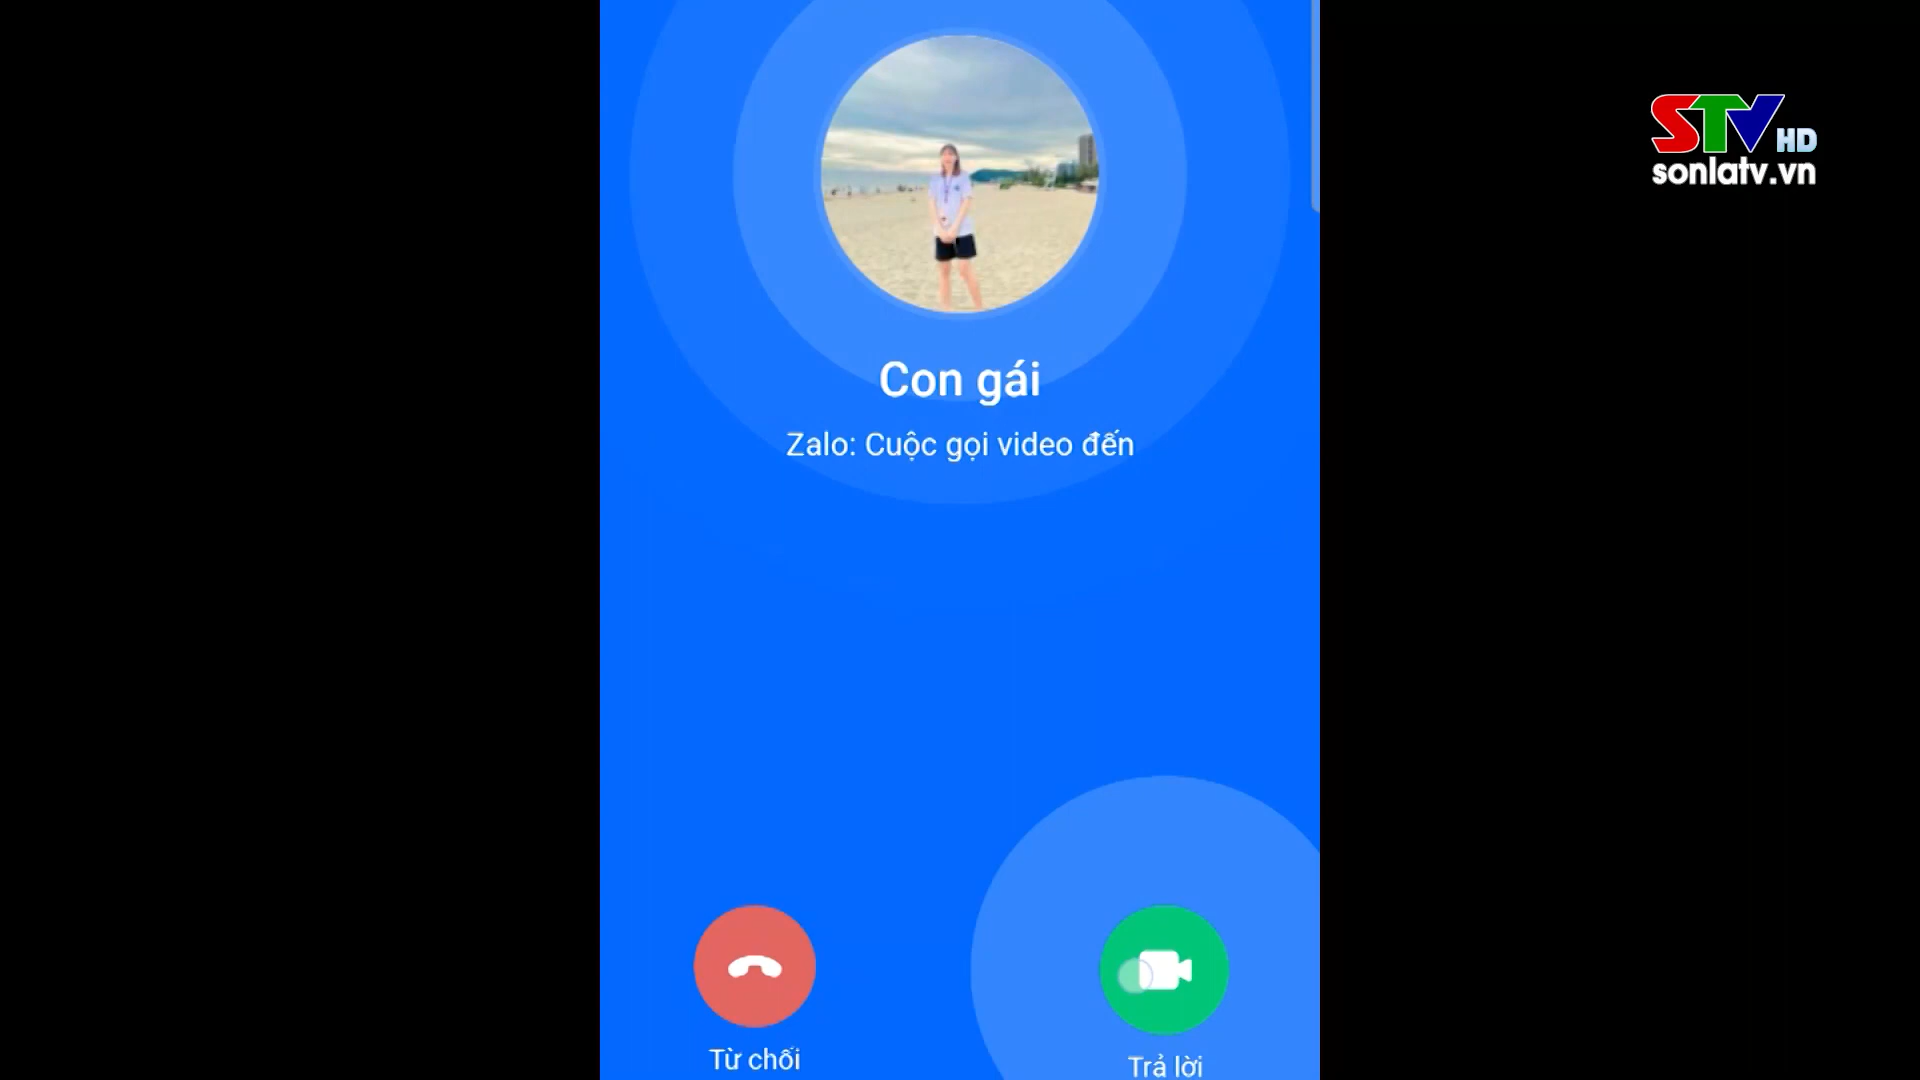 STV HD
sonlatv.vn
Con gái
Zalo: Cuộc gọi video đến
Từ chối
Trả lời